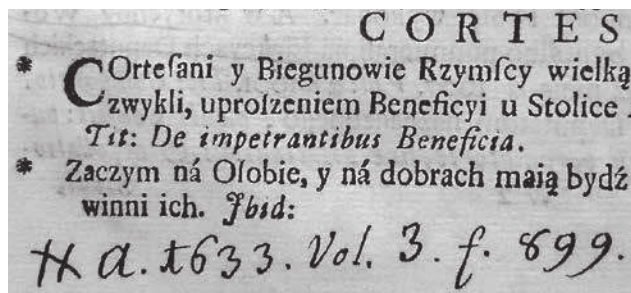 CORTES
* COrteſani y Biegunowie Rzymſcy wielką
zwykli, uproſzeniem Beneficyi u Stolice
Tit: De impetrantibus Beneficia.
* Zaczym ná Oſobie, y ná dobrach maią bydź
winni ich. Ibid:
a. 1633. Vol. 3. f. 899.